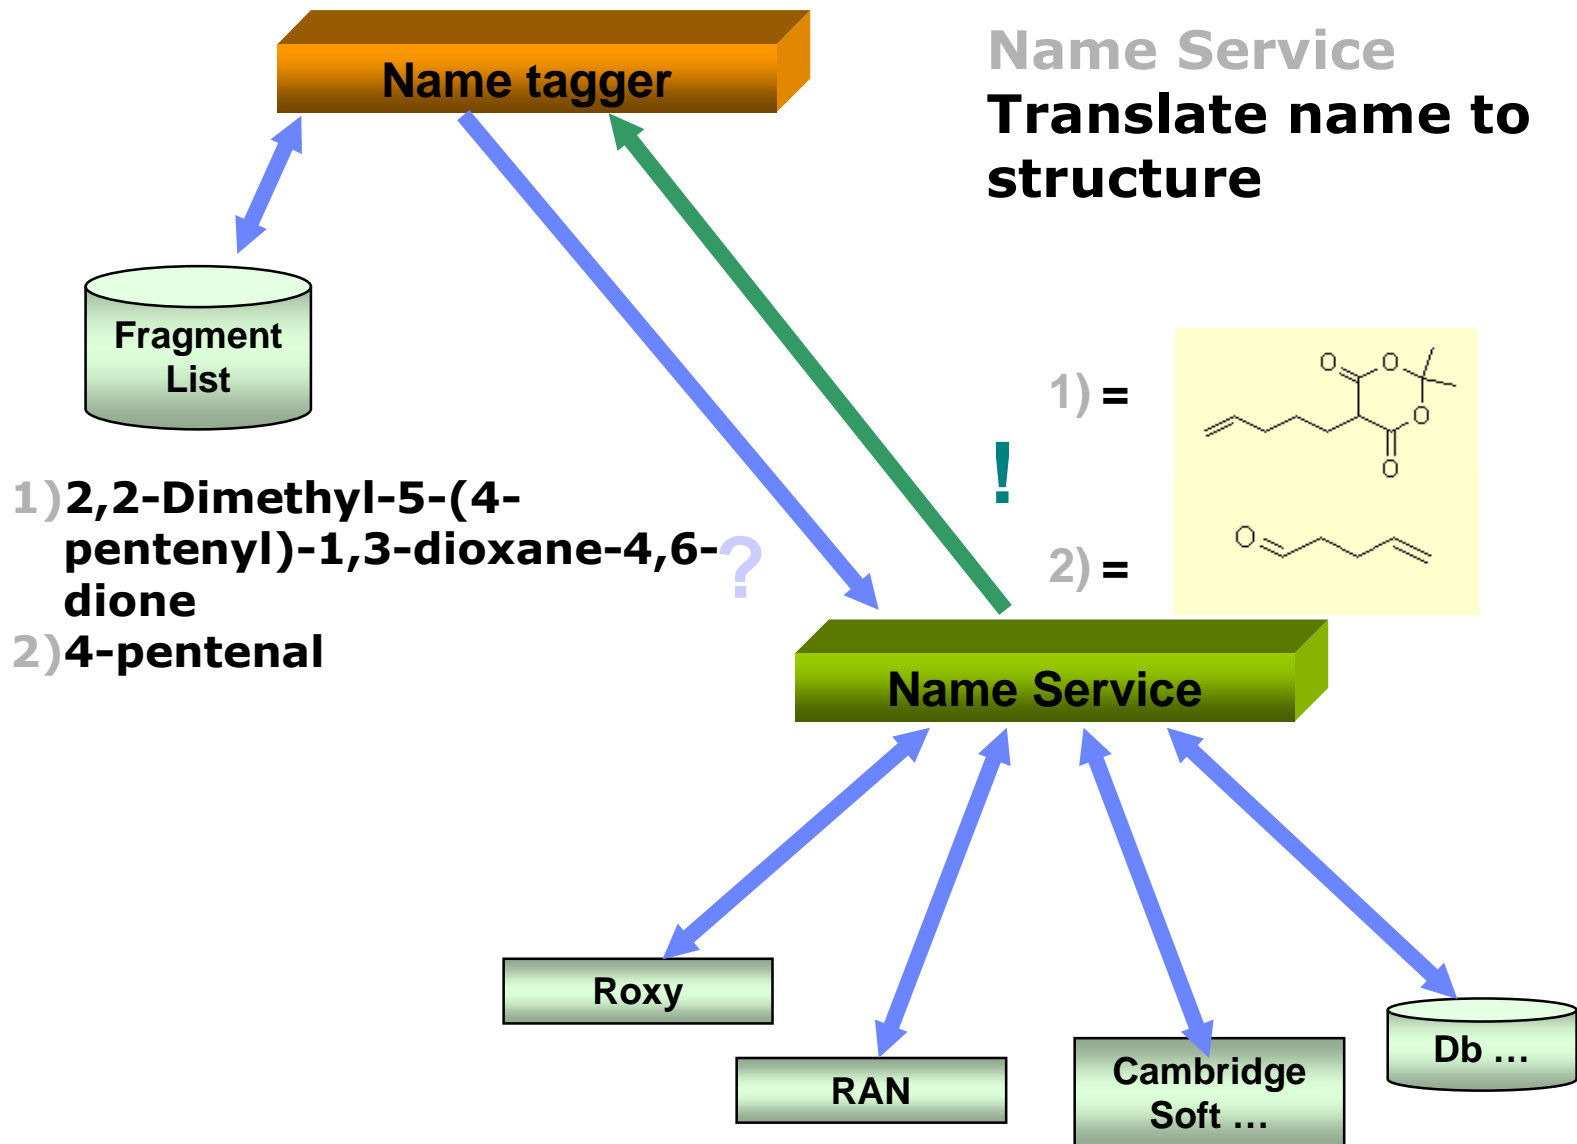 Name tagger
Name Service
Translate name to
structure
Fragment
List
1) =
O
O
O
O
!
1)2,2-Dimethyl-5-(4-
pentenyl)-1,3-dioxane-4,6-
dione
2)4-pentenal
?
2) =
O
Name Service
Roxy
RAN
Cambridge
Soft ...
Db ...